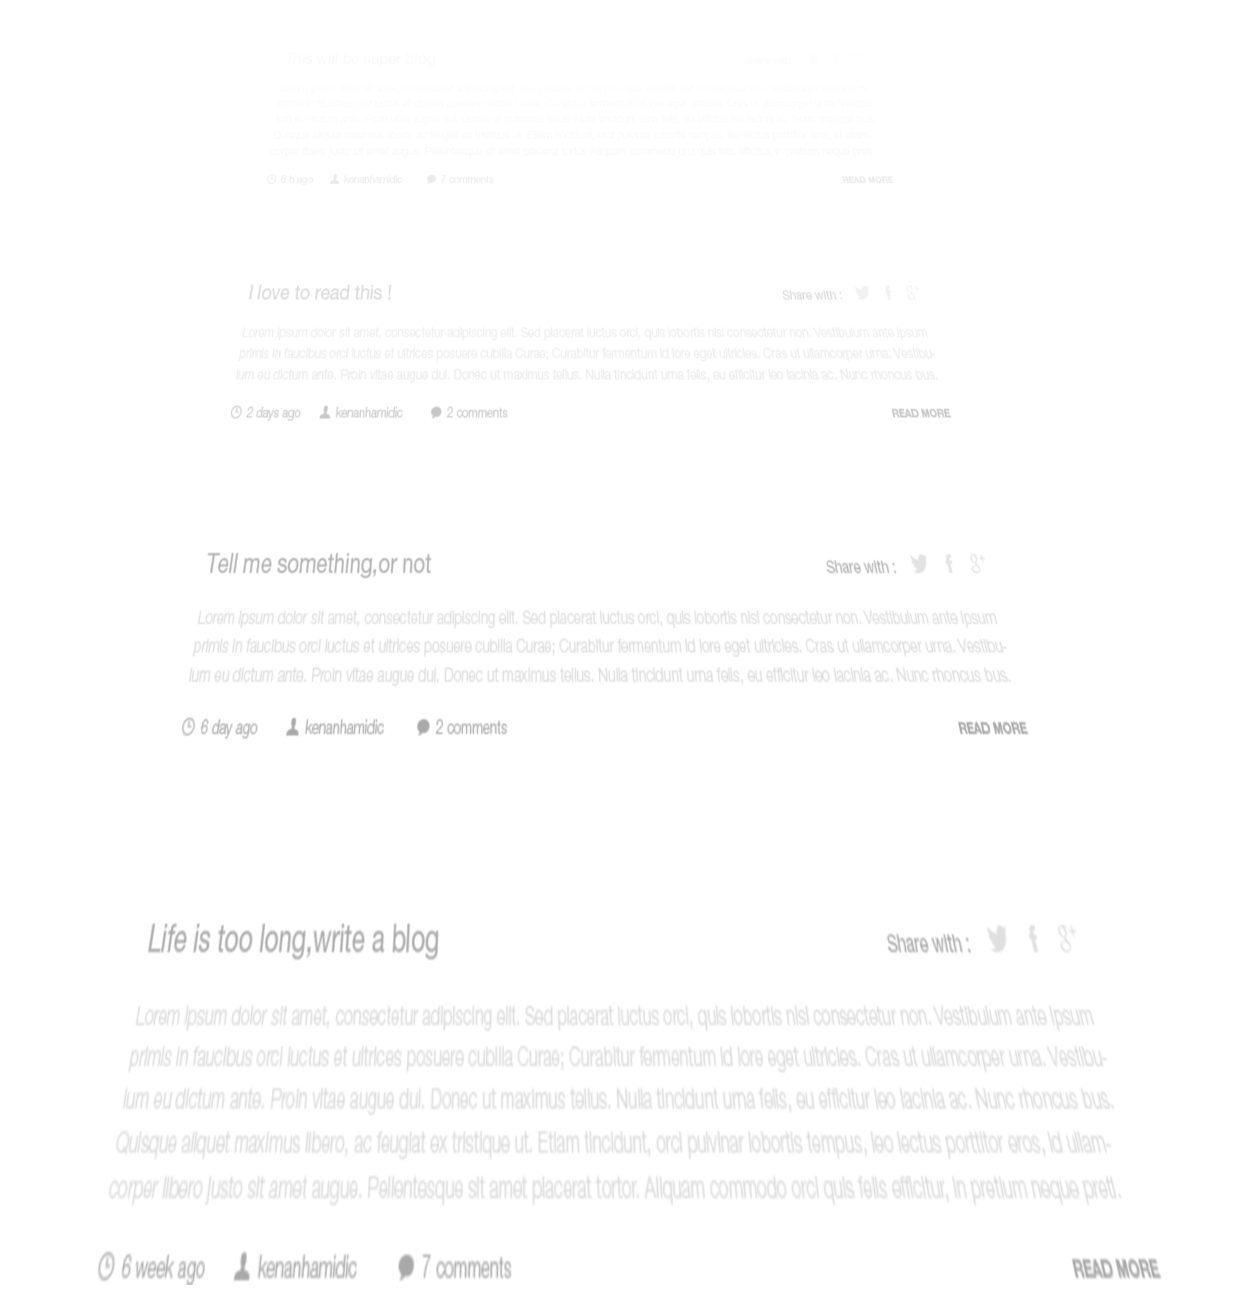 This will be super blog
6 h ago kenanhamidic 7 comments READ MORE
I love to read this ! Share with :
Lorem ipsum dolor sit amet, consectetur adipiscing elit. Sed placerat luctus orci, quis lobortis nisl consectetur non. Vestibulum ante ipsum
primis in faucibus orci luctus et ultrices posuere cubilia Curae; Curabitur fermentum id lore eget ultricies. Cras ut ullamcorper urna. Vestibu-
lum eu dictum ante. Proin vitae augue dui. Donec ut maximus tellus. Nulla tincidunt urna felis, eu efficitur leo lacinia ac. Nunc rhoncus bus.
2 days ago kenanhamidic 2 comments READ MORE
Tell me something,or not Share with :
Lorem ipsum dolor sit amet, consectetur adipiscing elit. Sed placerat luctus orci, quis lobortis nisl consectetur non. Vestibulum ante ipsum
primis in faucibus orci luctus et ultrices posuere cubilia Curae; Curabitur fermentum id lore eget ultricies. Cras ut ullamcorper urna. Vestibu-
lum eu dictum ante. Proin vitae augue dui. Donec ut maximus tellus. Nulla tincidunt urna felis, eu efficitur leo lacinia ac. Nunc rhoncus bus.
6 day ago kenanhamidic 2 comments READ MORE
Life is too long,write a blog Share with :
Lorem ipsum dolor sit amet, consectetur adipiscing elit. Sed placerat luctus orci, quis lobortis nisl consectetur non. Vestibulum ante ipsum
primis in faucibus orci luctus et ultrices posuere cubilia Curae; Curabitur fermentum id lore eget ultricies. Cras ut ullamcorper urna. Vestibu-
lum eu dictum ante. Proin vitae augue dui. Donec ut maximus tellus. Nulla tincidunt urna felis, eu efficitur leo lacinia ac. Nunc rhoncus bus.
Quisque aliquet maximus libero, ac feugiat ex tristique ut. Etiam tincidunt, orci pulvinar lobortis tempus, leo lectus porttitor eros, id ullam-
corper libero justo sit amet augue. Pellentesque sit amet placerat tortor. Aliquam commodo orci quis felis efficitur, in pretium neque preti.
6 week ago kenanhamidic 7 comments READ MORE